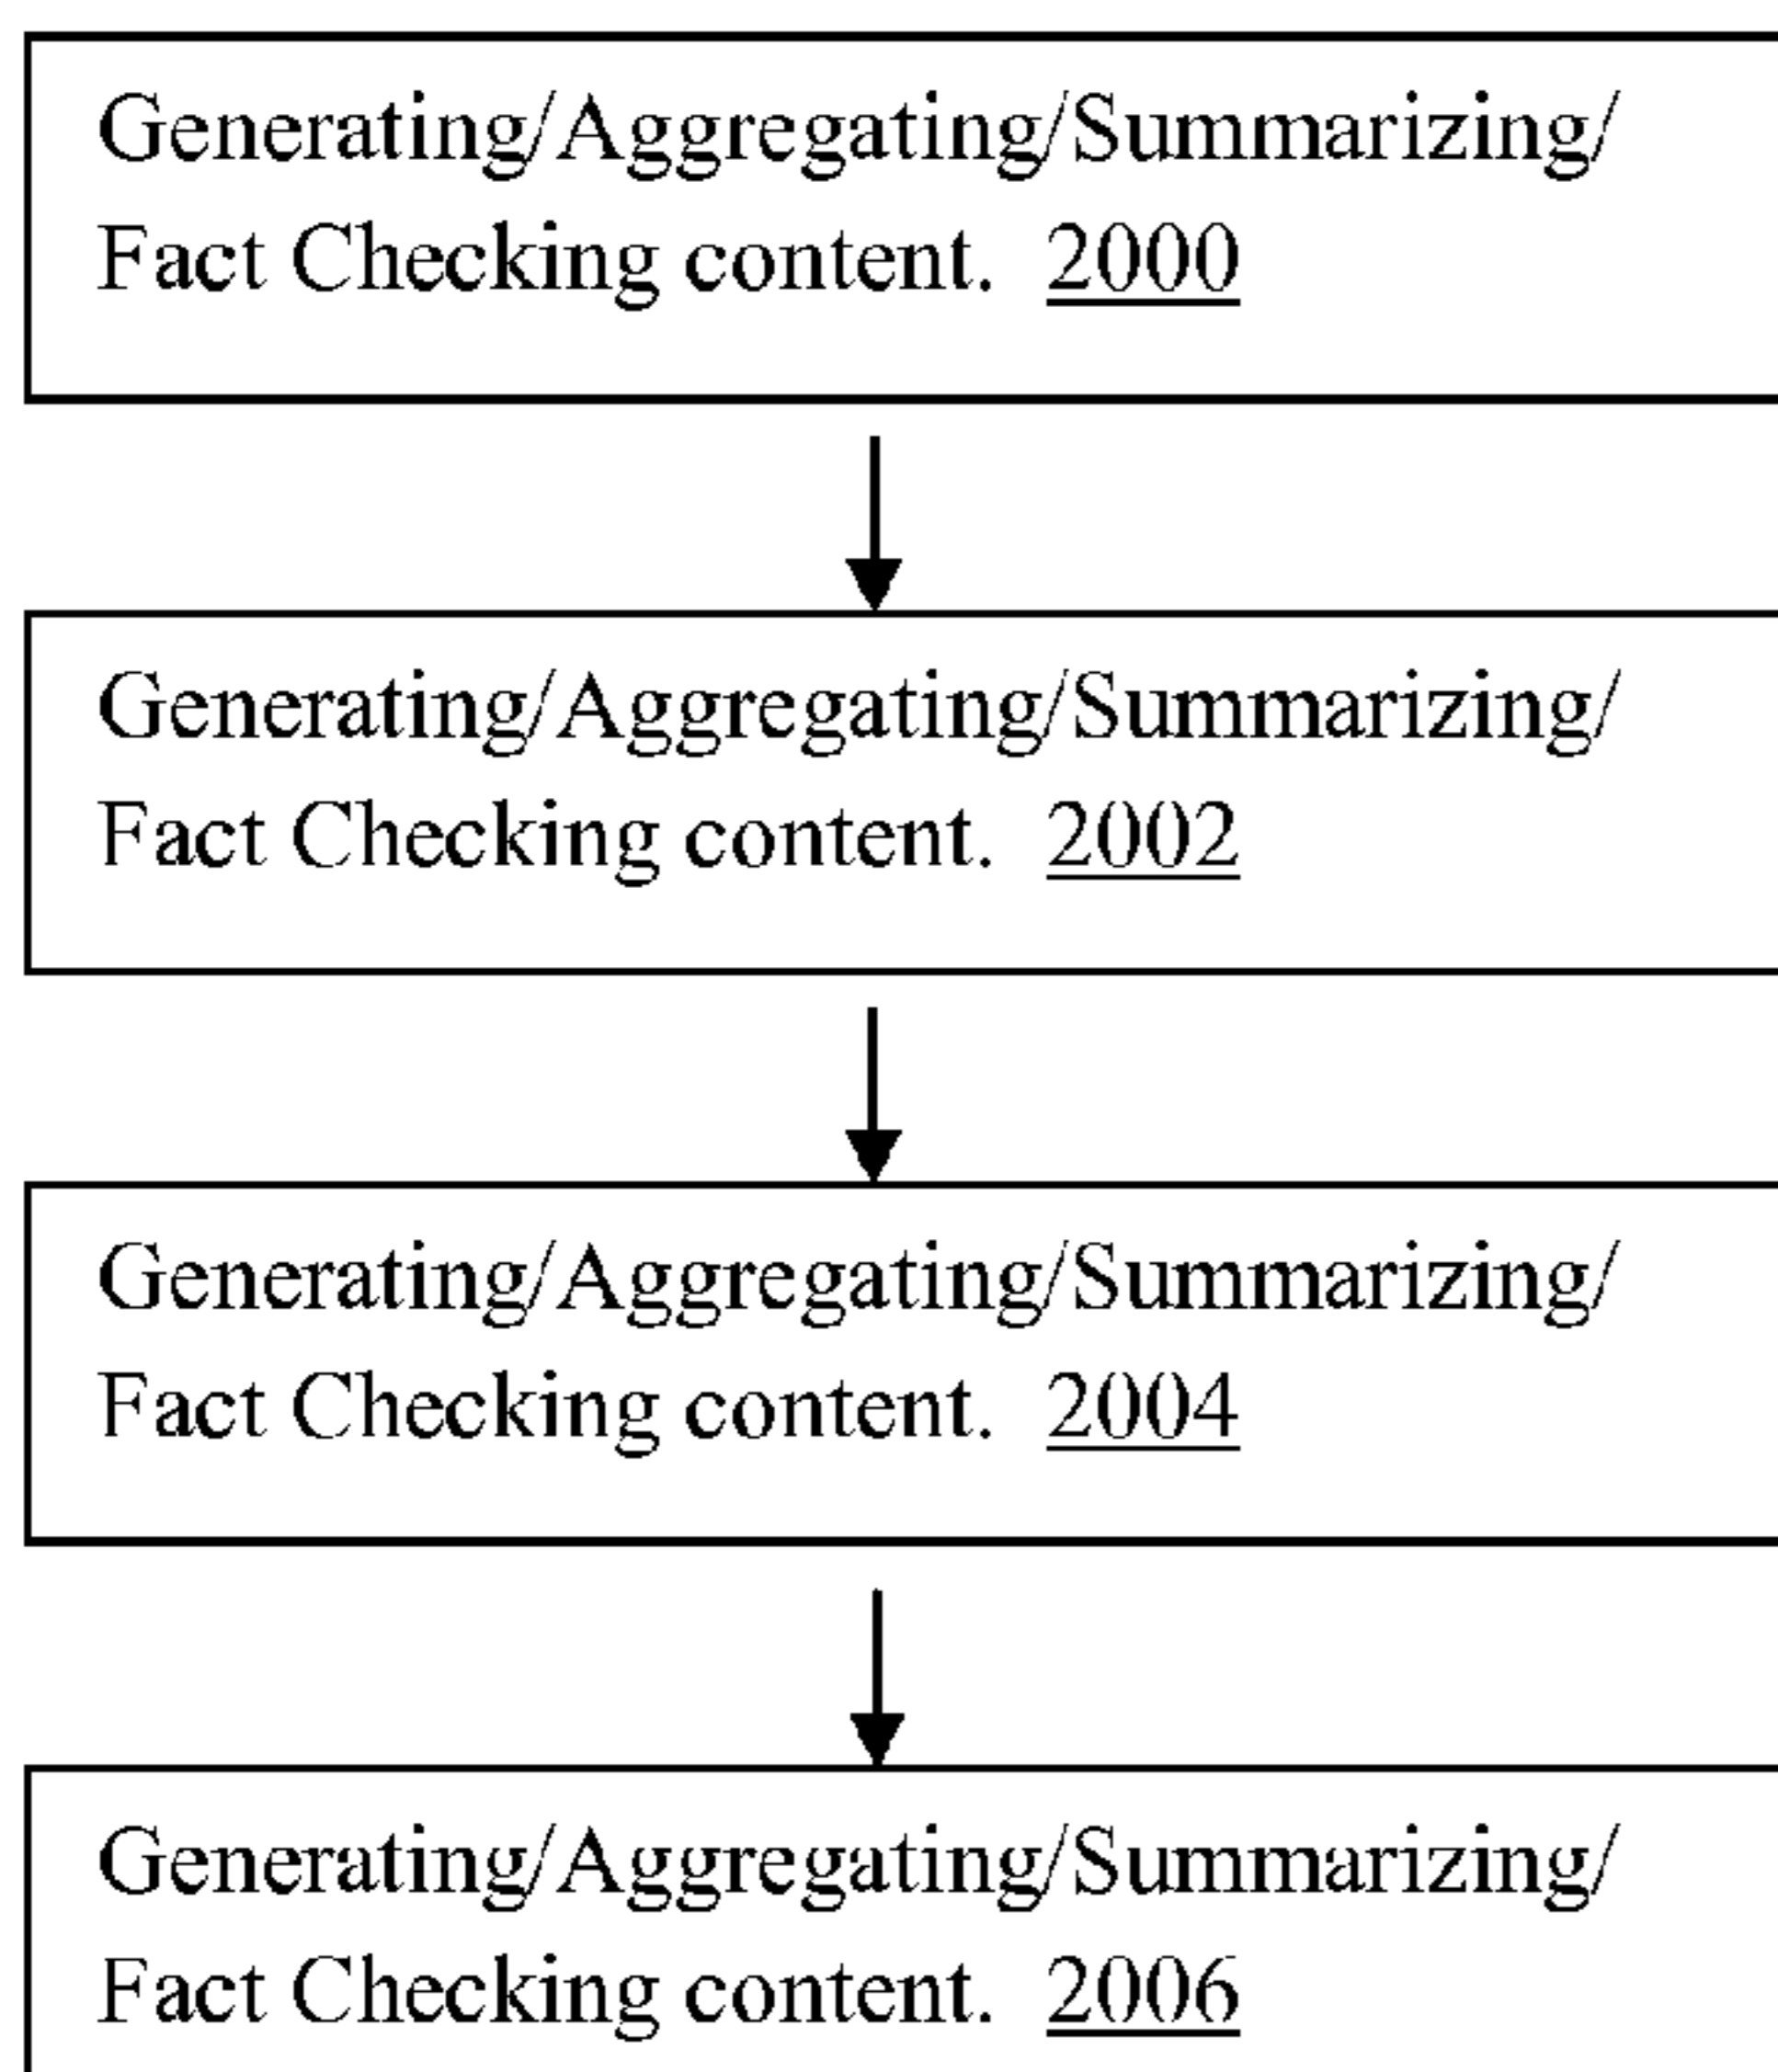 Generating/Aggregating/Summarizing/
Fact Checking content. 2000
Generating/Aggregating/Summarizing/
Fact Checking content. 2002
Generating/Aggregating/Summarizing/
Fact Checking content. 2004
Generating/Aggregating/Summarizing/
Fact Checking content. 2006